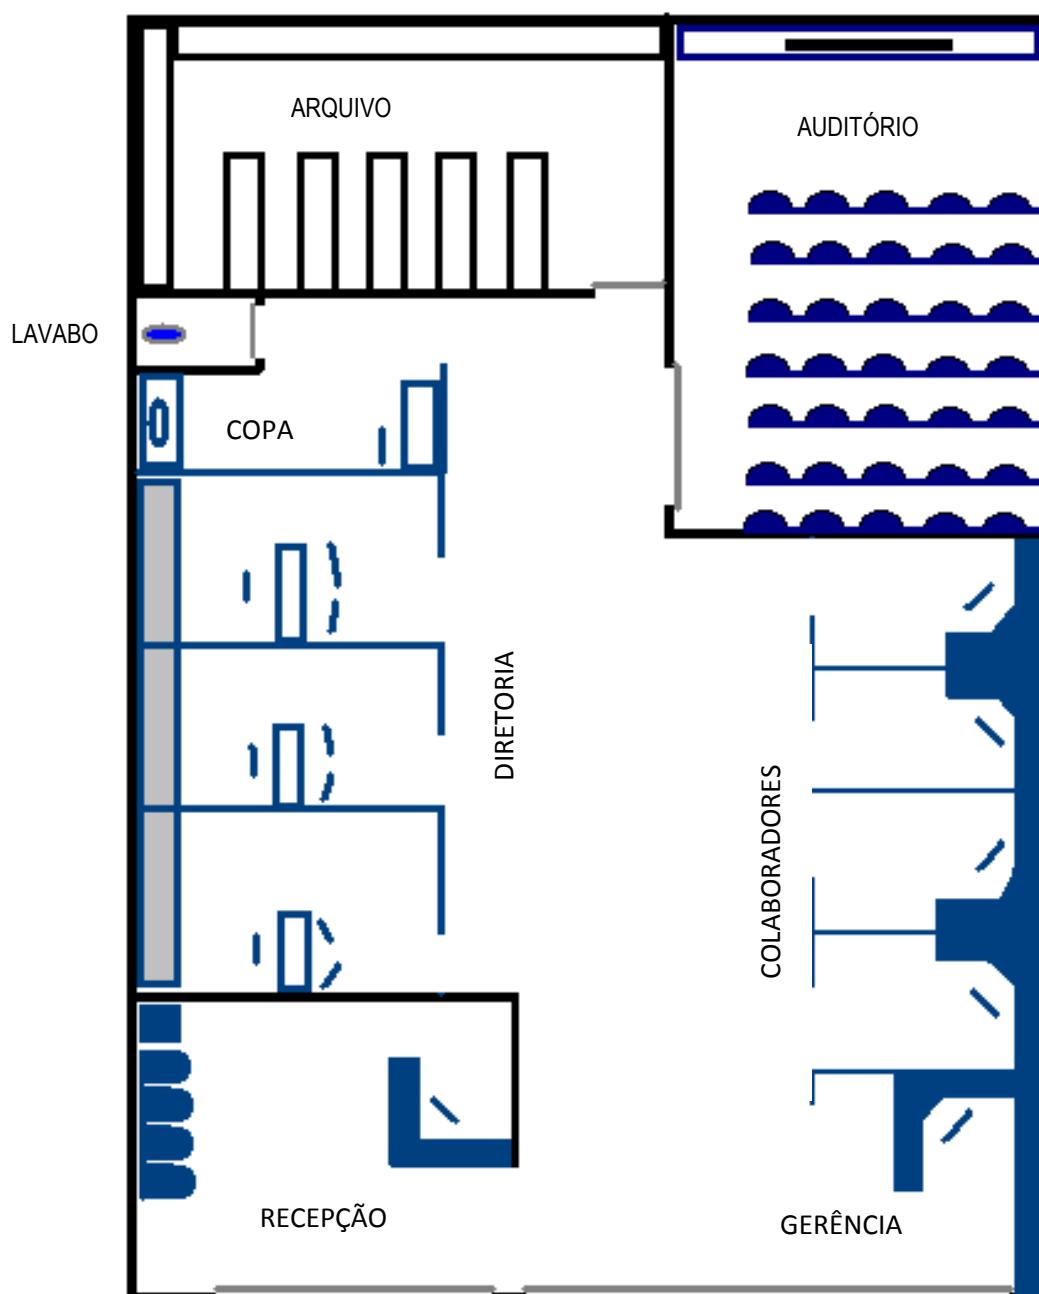 ARQUIVO
AUDITÓRIO
LAVABO
COPA
DIRETORIA
COLABORADORES
RECEPÇÃO
GERÊNCIA